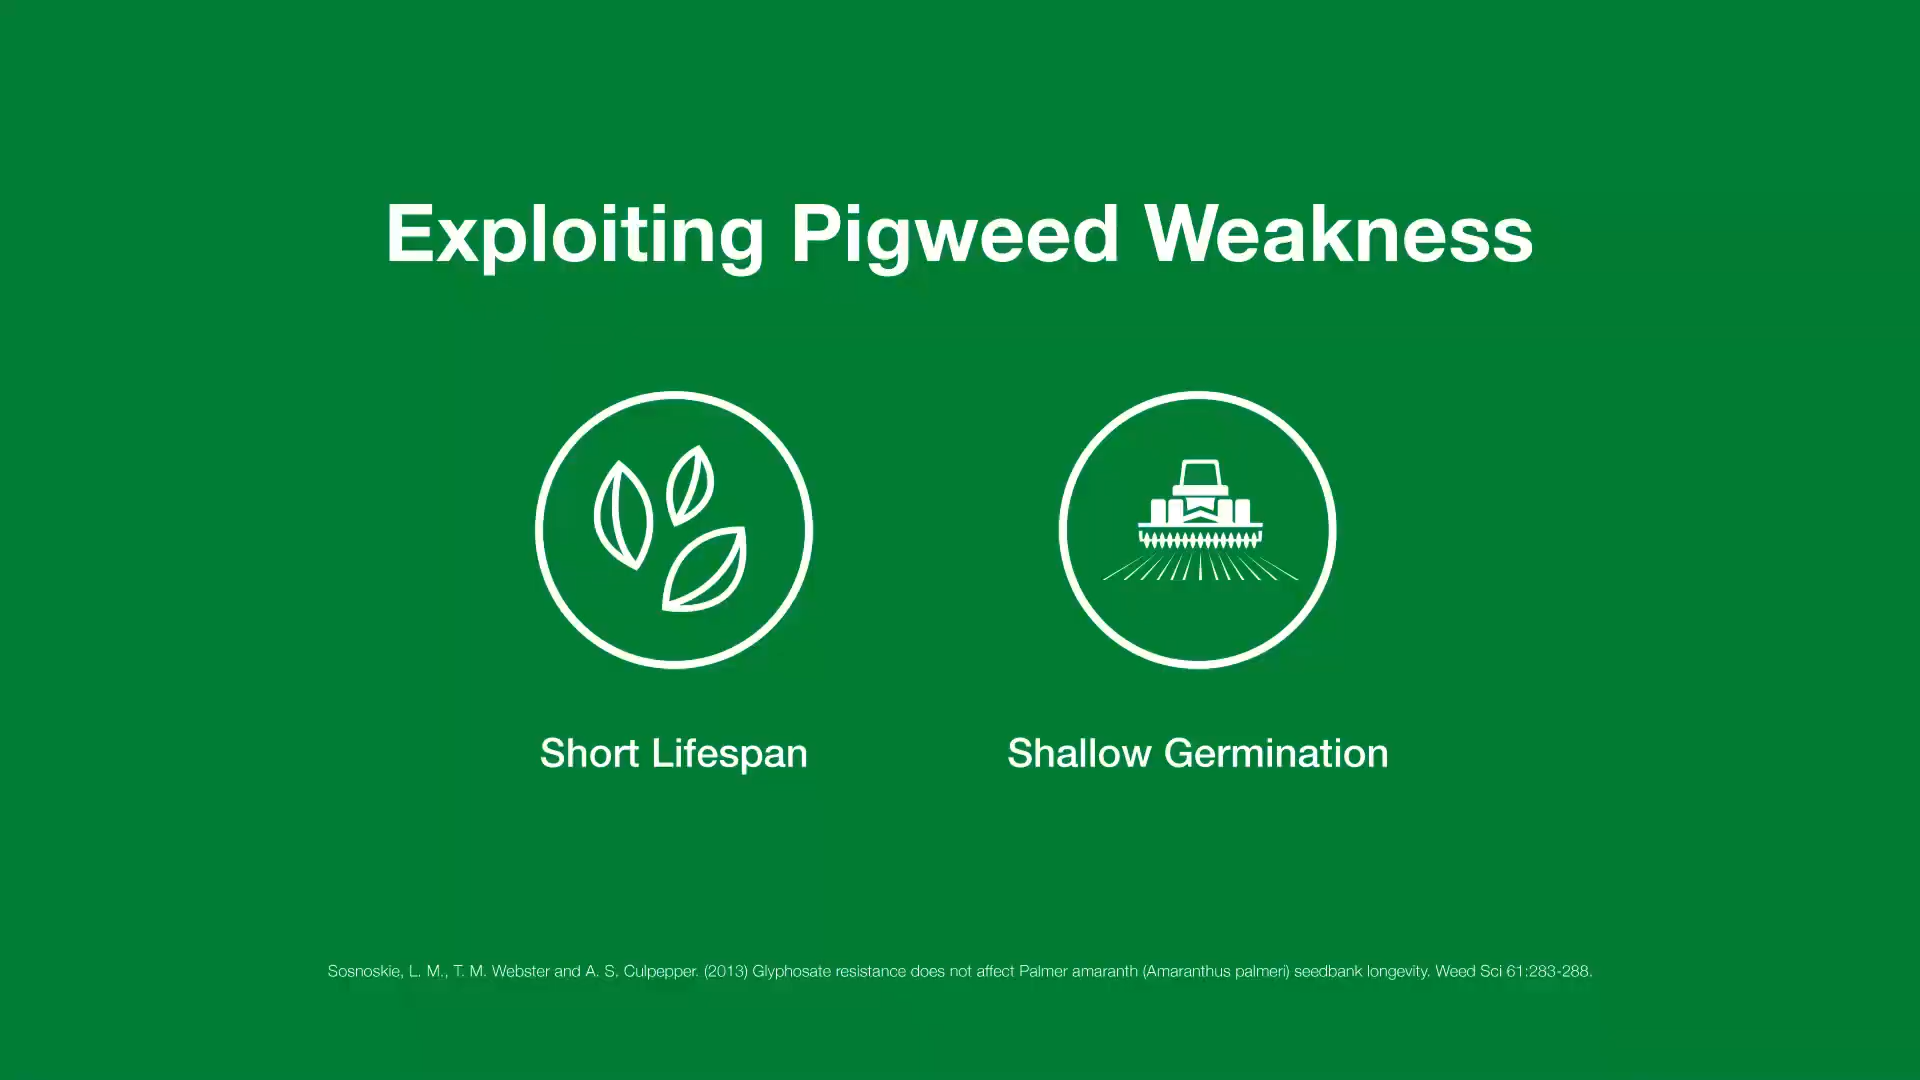 Exploiting Pigweed Weakness
Short Lifespan
Shallow Germination
Sosnoskie, L. M., T. M. Webster and A. S. Culpepper. (2013) Glyphosate resistance does not affect Palmer amaranth (Amaranthus palmeri) seedbank longevity. Weed Sci 61:283-288.